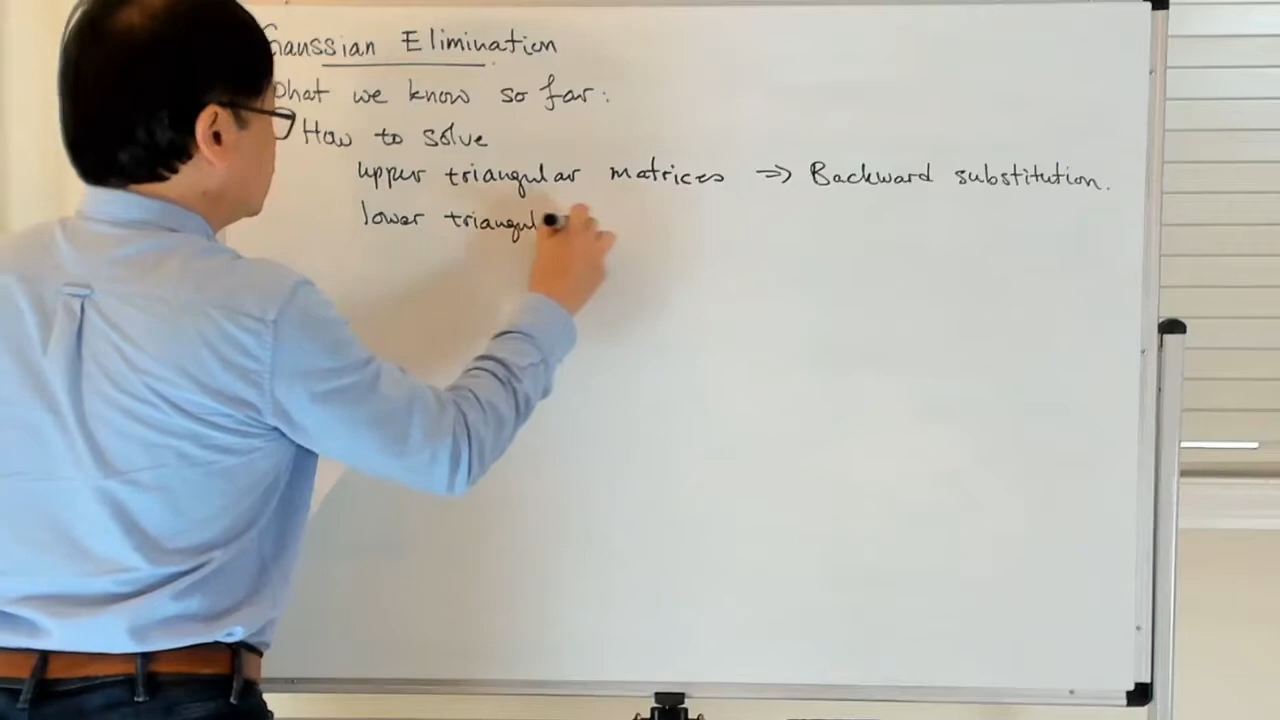 Gaussian Elimination
What we know so far:
How to solve
upper triangular matrices => Backward substitution.
lower triangul